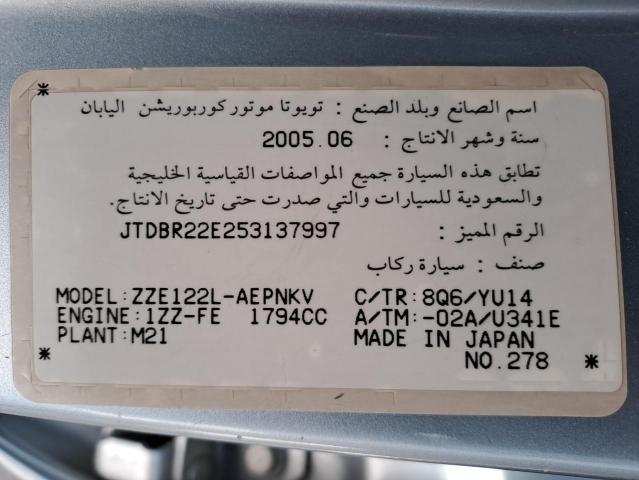 اسم الصانع وبلد الصنع : تويوتا موتور كوربوريشن اليابان
سنة وشهر الانتاج : 2005.06
تطابق هذه السيارة جميع المواصفات القياسية الخليجية
والسعودية للسيارات والتي صدرت حتى تاريخ الانتاج.
الرقم المميز : JTDBR22E253137997
صنف : سيارة ركاب
MODEL:ZZE122L-AEPNKV C/TR:8Q6/YU14
ENGINE:1ZZ-FE 1794CC A/TM:-02A/U341E
PLANT:M21 MADE IN JAPAN
NO.278